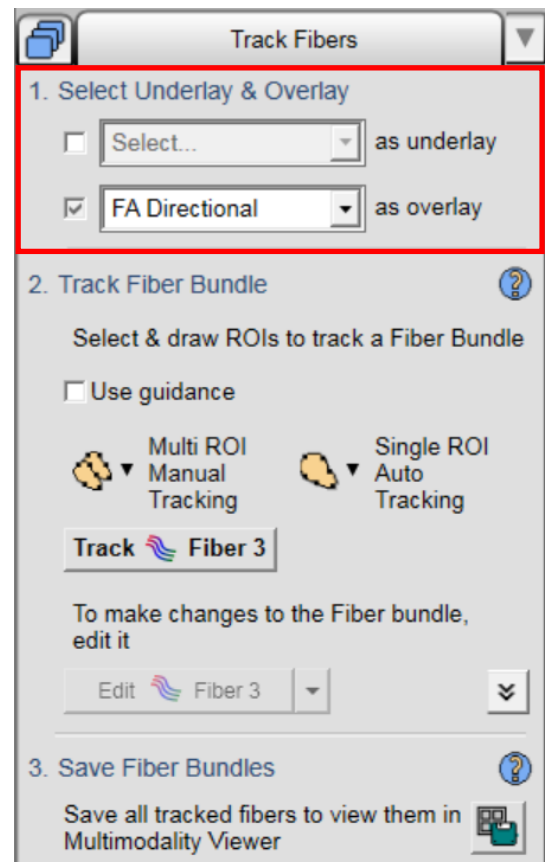 Track Fibers
1. Select Underlay & Overlay
Select... as underlay
FA Directional as overlay
2. Track Fiber Bundle
Select & draw ROIs to track a Fiber Bundle
Use guidance
Multi ROI
Manual
Tracking
Single ROI
Auto
Tracking
Track Fiber 3
To make changes to the Fiber bundle,
edit it
Edit Fiber 3
3. Save Fiber Bundles
Save all tracked fibers to view them in
Multimodality Viewer